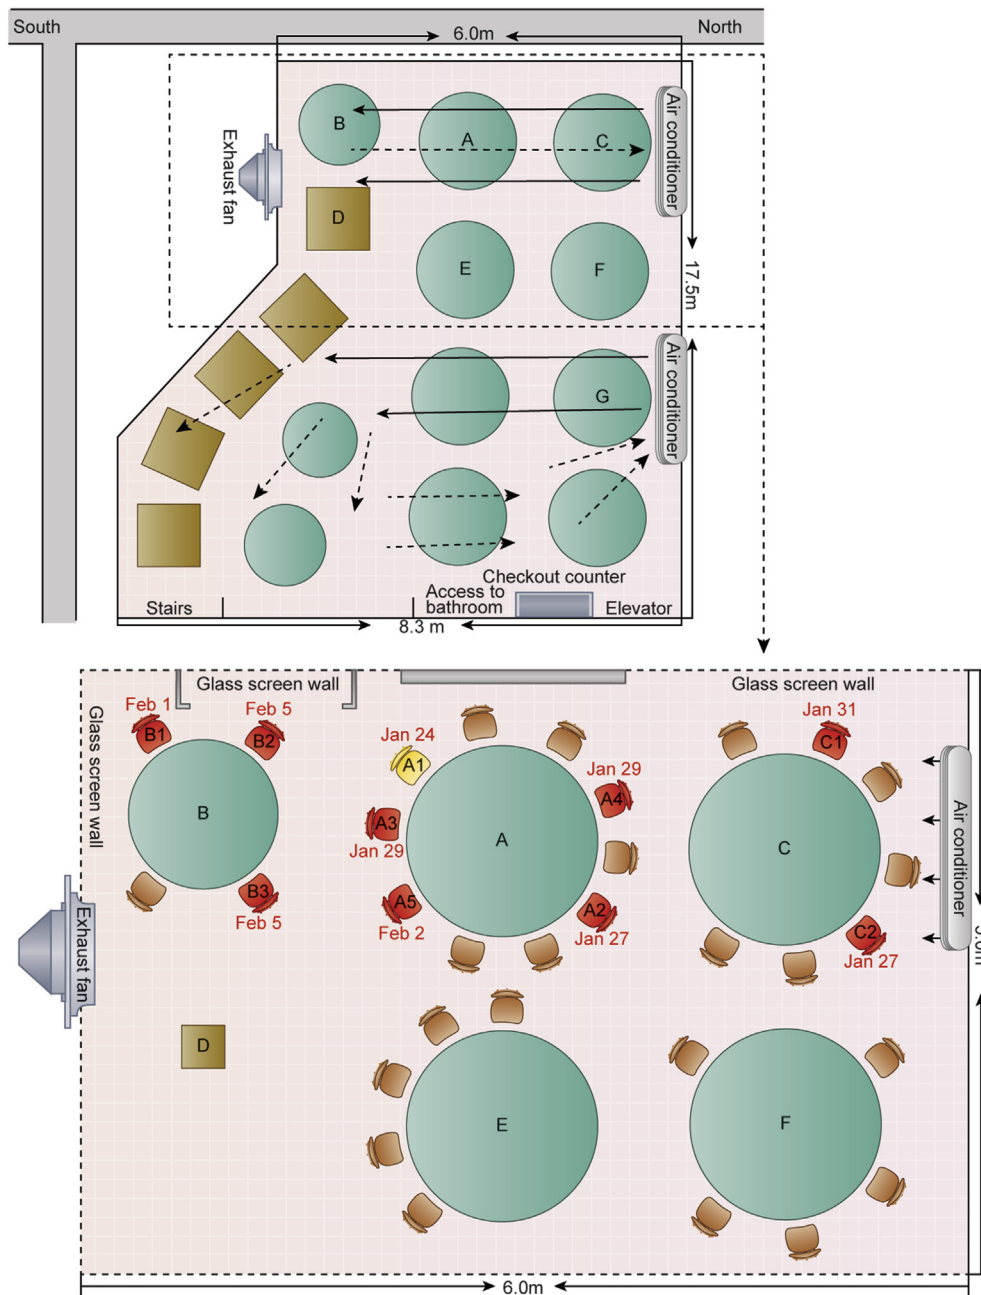 South
North
6.0m
B
A
C
Air conditioner
Exhaust fan
D
E
F
17.5m
G
Air conditioner
Checkout counter
Access to
bathroom
Stairs
Elevator
8.3 m
Glass screen wall
Glass screen wall
Glass screen wall
Feb 1
B1
Feb 5
B2
Jan 24
A1
Jan 31
C1
Jan 29
A4
B
A3
Jan 29
A
C
Air conditioner
B3
Feb 5
A5
Feb 2
A2
Jan 27
C2
Jan 27
Exhaust fan
D
E
F
6.0m